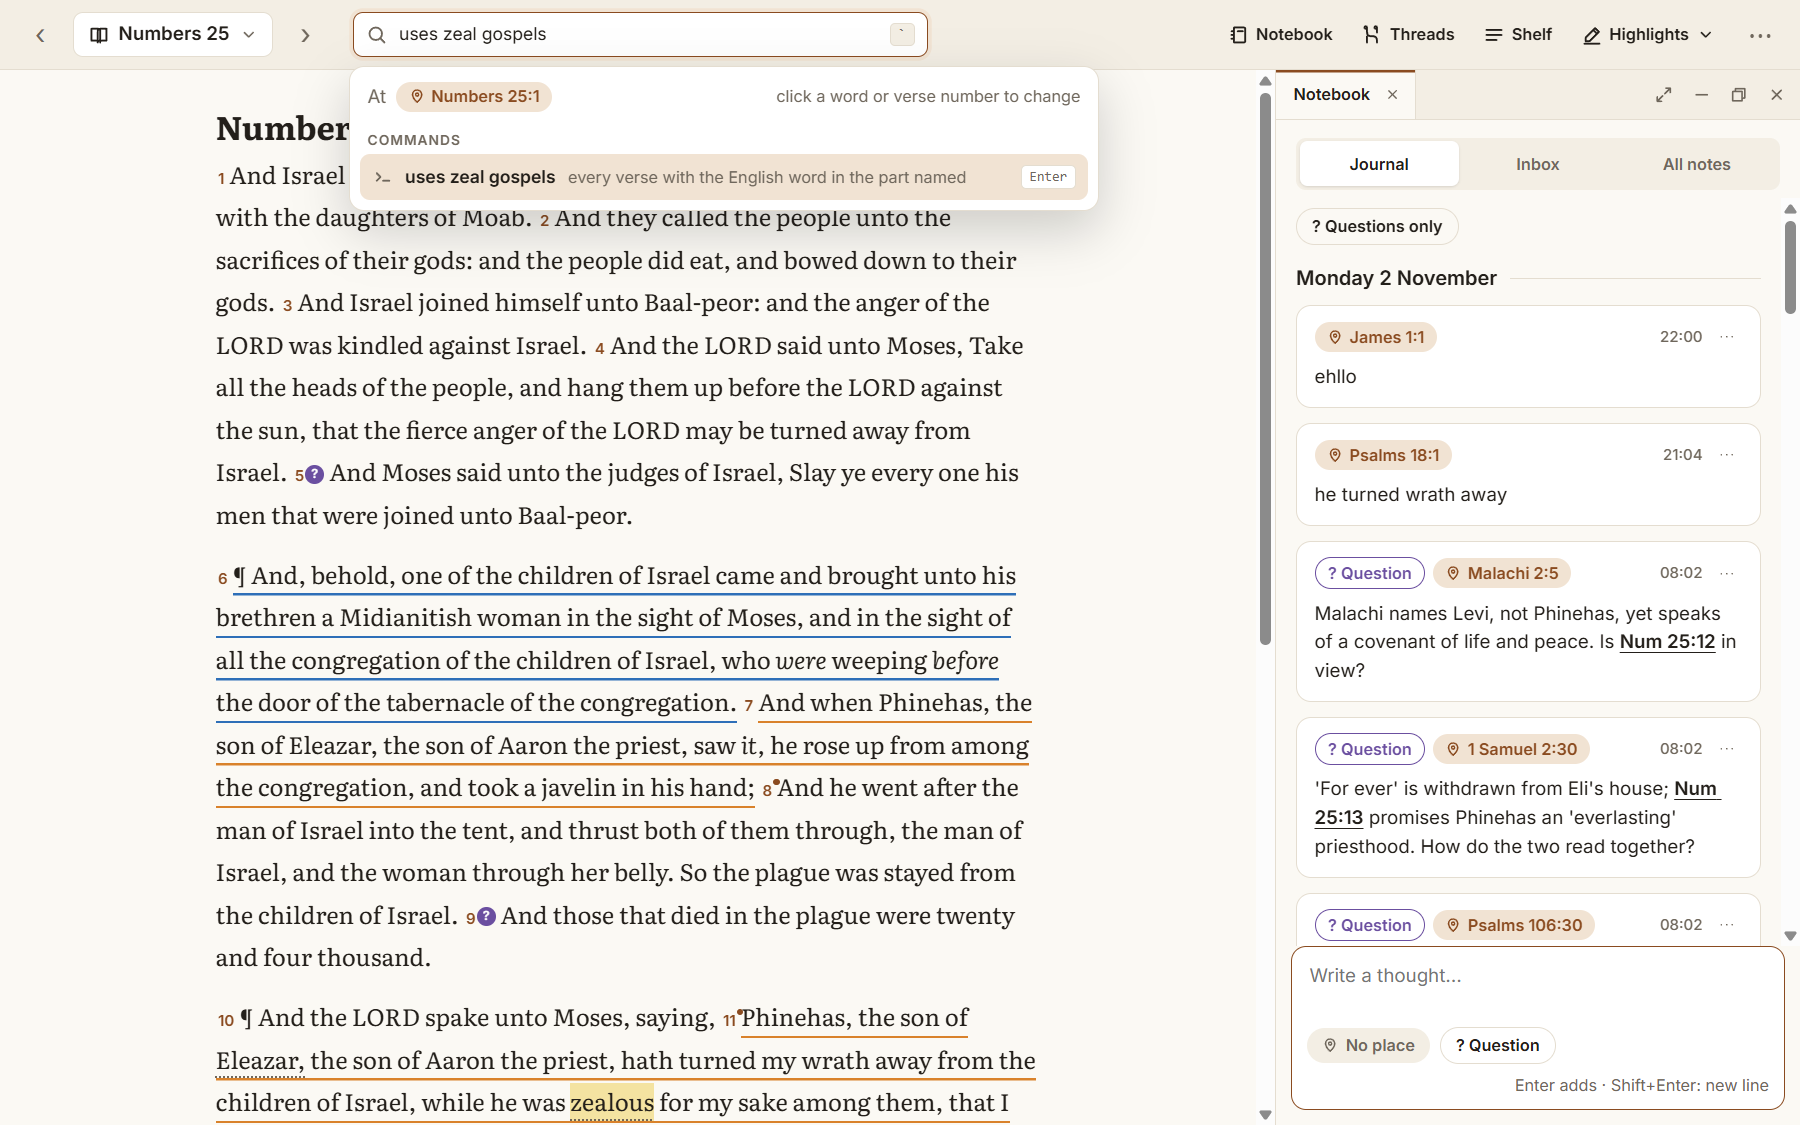 Numbers 25
uses zeal gospels
`
Notebook
Threads
Shelf
Highlights
At Numbers 25:1 click a word or verse number to change
COMMANDS
uses zeal gospels every verse with the English word in the part named Enter
Number
1 And Israel
with the daughters of Moab. 2 And they called the people unto the
sacrifices of their gods: and the people did eat, and bowed down to their
gods. 3 And Israel joined himself unto Baal-peor: and the anger of the
LORD was kindled against Israel. 4 And the LORD said unto Moses, Take
all the heads of the people, and hang them up before the LORD against
the sun, that the fierce anger of the LORD may be turned away from
Israel. 5? And Moses said unto the judges of Israel, Slay ye every one his
men that were joined unto Baal-peor.
6 ¶ And, behold, one of the children of Israel came and brought unto his
brethren a Midianitish woman in the sight of Moses, and in the sight of
all the congregation of the children of Israel, who were weeping before
the door of the tabernacle of the congregation. 7 And when Phinehas, the
son of Eleazar, the son of Aaron the priest, saw it, he rose up from among
the congregation, and took a javelin in his hand; 8 And he went after the
man of Israel into the tent, and thrust both of them through, the man of
Israel, and the woman through her belly. So the plague was stayed from
the children of Israel. 9? And those that died in the plague were twenty
and four thousand.
10 ¶ And the LORD spake unto Moses, saying, 11 Phinehas, the son of
Eleazar, the son of Aaron the priest, hath turned my wrath away from the
children of Israel, while he was zealous for my sake among them, that I
Notebook
Journal
Inbox
All notes
? Questions only
Monday 2 November
James 1:1 22:00
ehllo
Psalms 18:1 21:04
he turned wrath away
? Question Malachi 2:5 08:02
Malachi names Levi, not Phinehas, yet speaks
of a covenant of life and peace. Is Num 25:12 in
view?
? Question 1 Samuel 2:30 08:02
'For ever' is withdrawn from Eli's house; Num
25:13 promises Phinehas an 'everlasting'
priesthood. How do the two read together?
? Question Psalms 106:30 08:02
Write a thought…
No place
? Question
Enter adds · Shift+Enter: new line